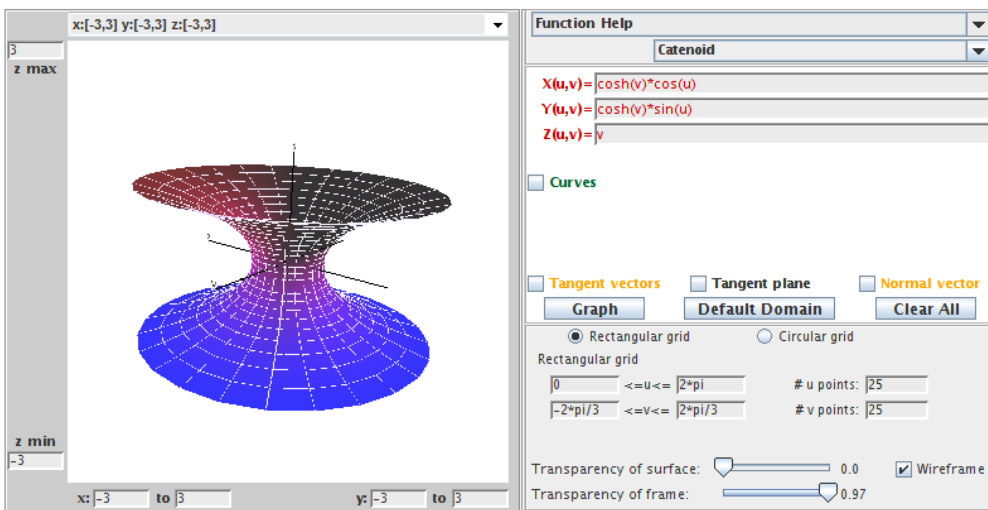 x:[-3,3] y:[-3,3] z:[-3,3]
3
z max
z min
-3
x: -3 to 3 y: -3 to 3
Function Help
Catenoid
X(u,v)= cosh(v)*cos(u)
Y(u,v)= cosh(v)*sin(u)
Z(u,v)= v
Curves
Tangent vectors Tangent plane Normal vector
Graph Default Domain Clear All
Rectangular grid Circular grid
Rectangular grid
0 <=u<= 2*pi # u points: 25
-2*pi/3 <=v<= 2*pi/3 # v points: 25
Transparency of surface: 0.0 Wireframe
Transparency of frame: 0.97